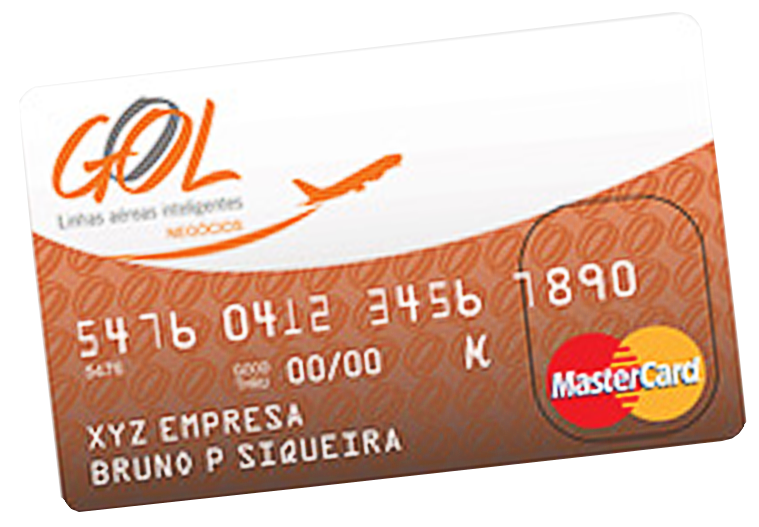 GOL
Linhas aéreas inteligentes
NEGÓCIOS
5476 0412 3456 7890
5476
GOOD THRU 00/00 K
MasterCard
XYZ EMPRESA
BRUNO P SIQUEIRA